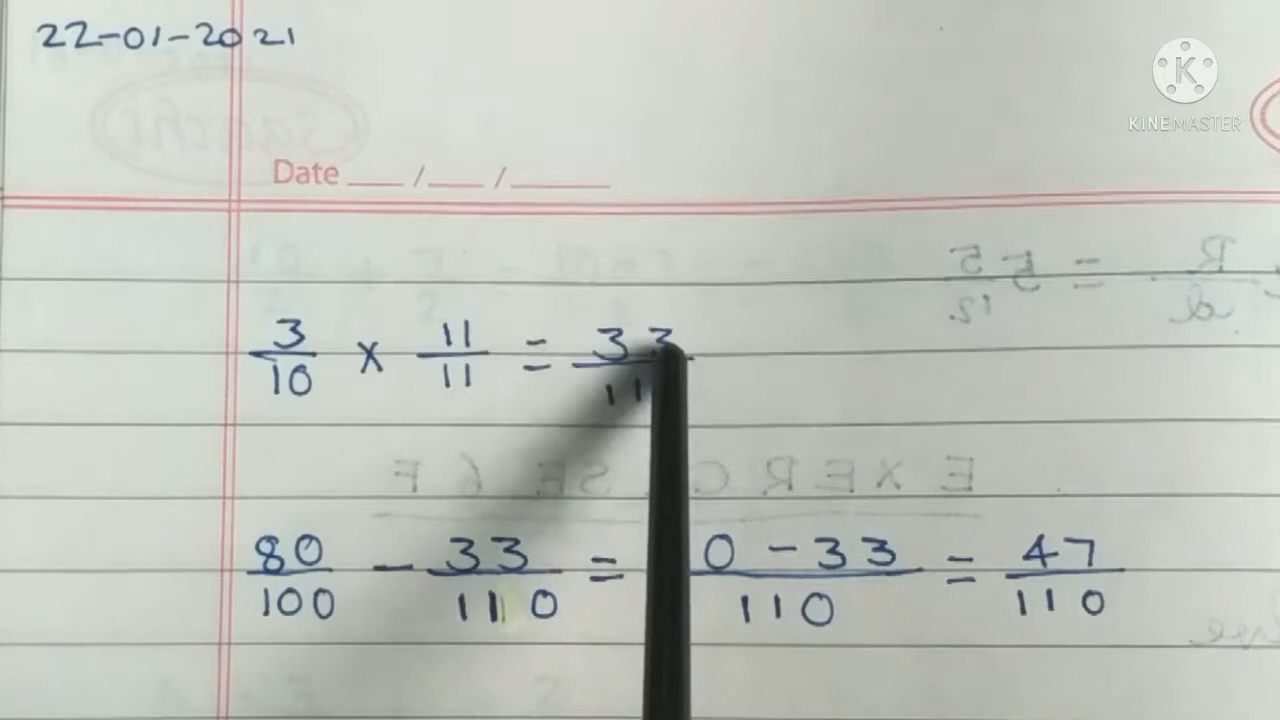 22-01-2021
KINEMASTER
Date __ / __ / ____
3/10 × 11/11 = 33/11
80/100 - 33/110 = 0-33/110 = 47/110